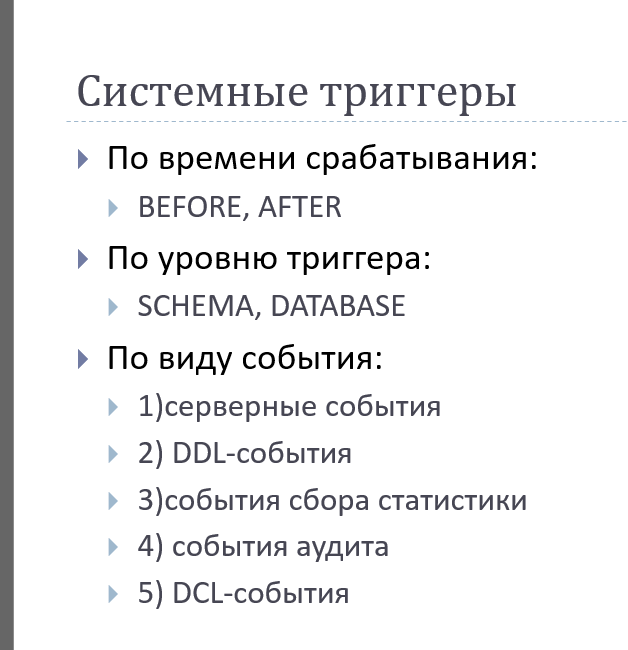 Системные триггеры
По времени срабатывания:
BEFORE, AFTER
По уровню триггера:
SCHEMA, DATABASE
По виду события:
1)серверные события
2) DDL-события
3)события сбора статистики
4) события аудита
5) DCL-события